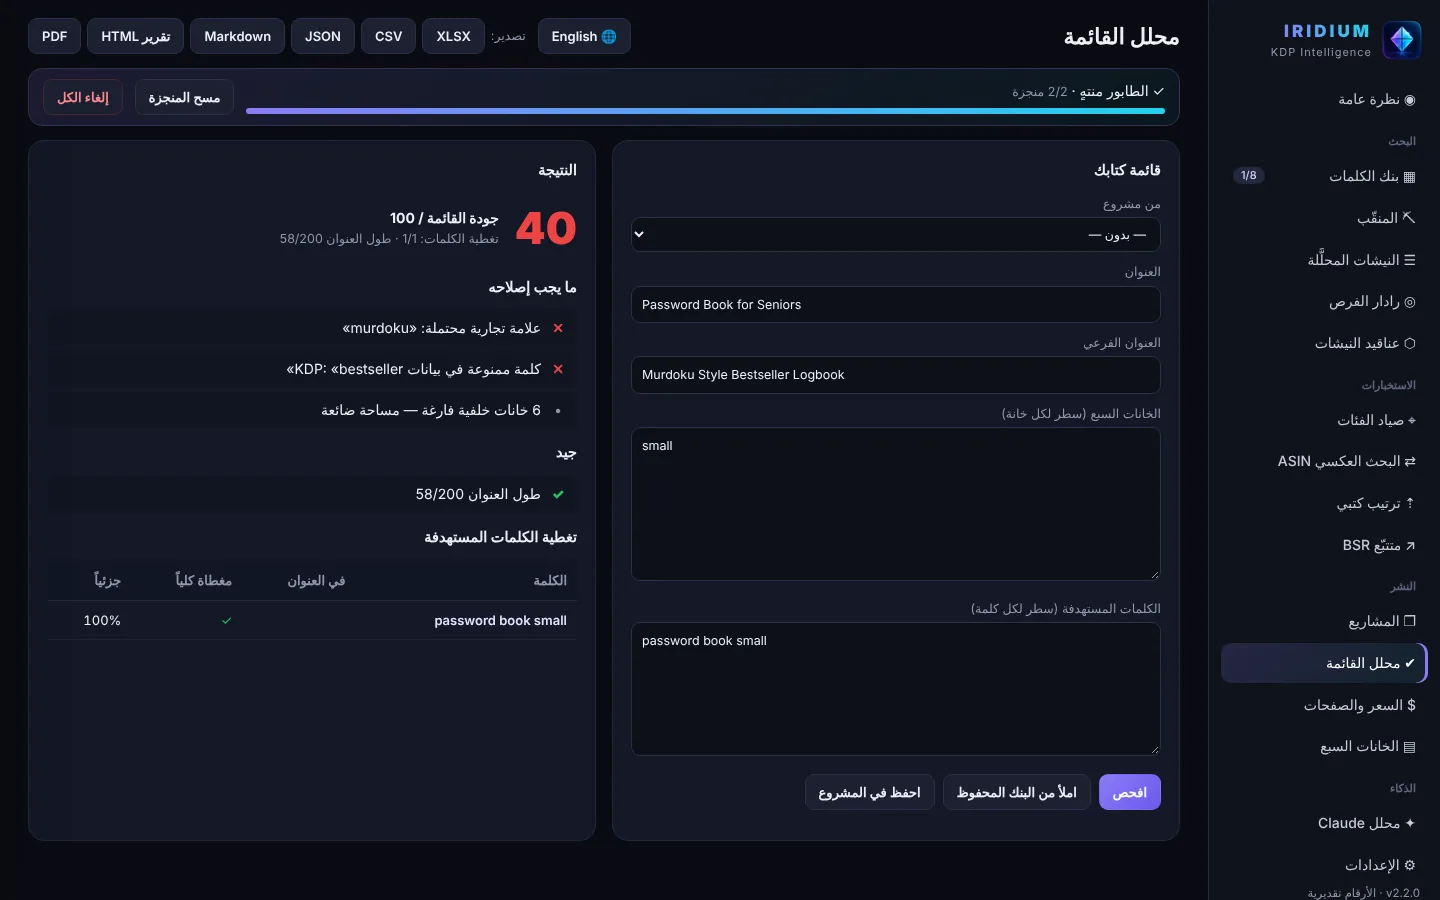 IRIDIUM
KDP Intelligence
◉ نظرة عامة
البحث
▦ بنك الكلمات 1/8
⛏ المنقّب
☰ النيشات المحلَّلة
◎ رادار الفرص
⬡ عناقيد النيشات
الاستخبارات
⌖ صياد الفئات
⇄ البحث العكسي ASIN
⇡ ترتيب كتبي
↗ متتبّع BSR
النشر
❐ المشاريع
✔ محلل القائمة
$ السعر والصفحات
▤ الخانات السبع
الذكاء
✦ محلل Claude
⚙ الإعدادات
v2.2.0 · الأرقام تقديرية
محلل القائمة
🌐 English
تصدير:
XLSX
CSV
JSON
Markdown
تقرير HTML
PDF
✓ الطابور منتهٍ · 2/2 منجزة
مسح المنجزة
إلغاء الكل
قائمة كتابك
من مشروع
— بدون —
العنوان
Password Book for Seniors
العنوان الفرعي
Murdoku Style Bestseller Logbook
الخانات السبع (سطر لكل خانة)
small
الكلمات المستهدفة (سطر لكل كلمة)
password book small
افحص
املأ من البنك المحفوظ
احفظ في المشروع
النتيجة
40
جودة القائمة / 100
تغطية الكلمات: 1/1 · طول العنوان 58/200
ما يجب إصلاحه
✕ علامة تجارية محتملة: «murdoku»
✕ كلمة ممنوعة في بيانات KDP: «bestseller»
• 6 خانات خلفية فارغة — مساحة ضائعة
جيد
✔ طول العنوان 58/200
تغطية الكلمات المستهدفة
الكلمة في العنوان مغطاة كلياً جزئياً
password book small ✓ 100%